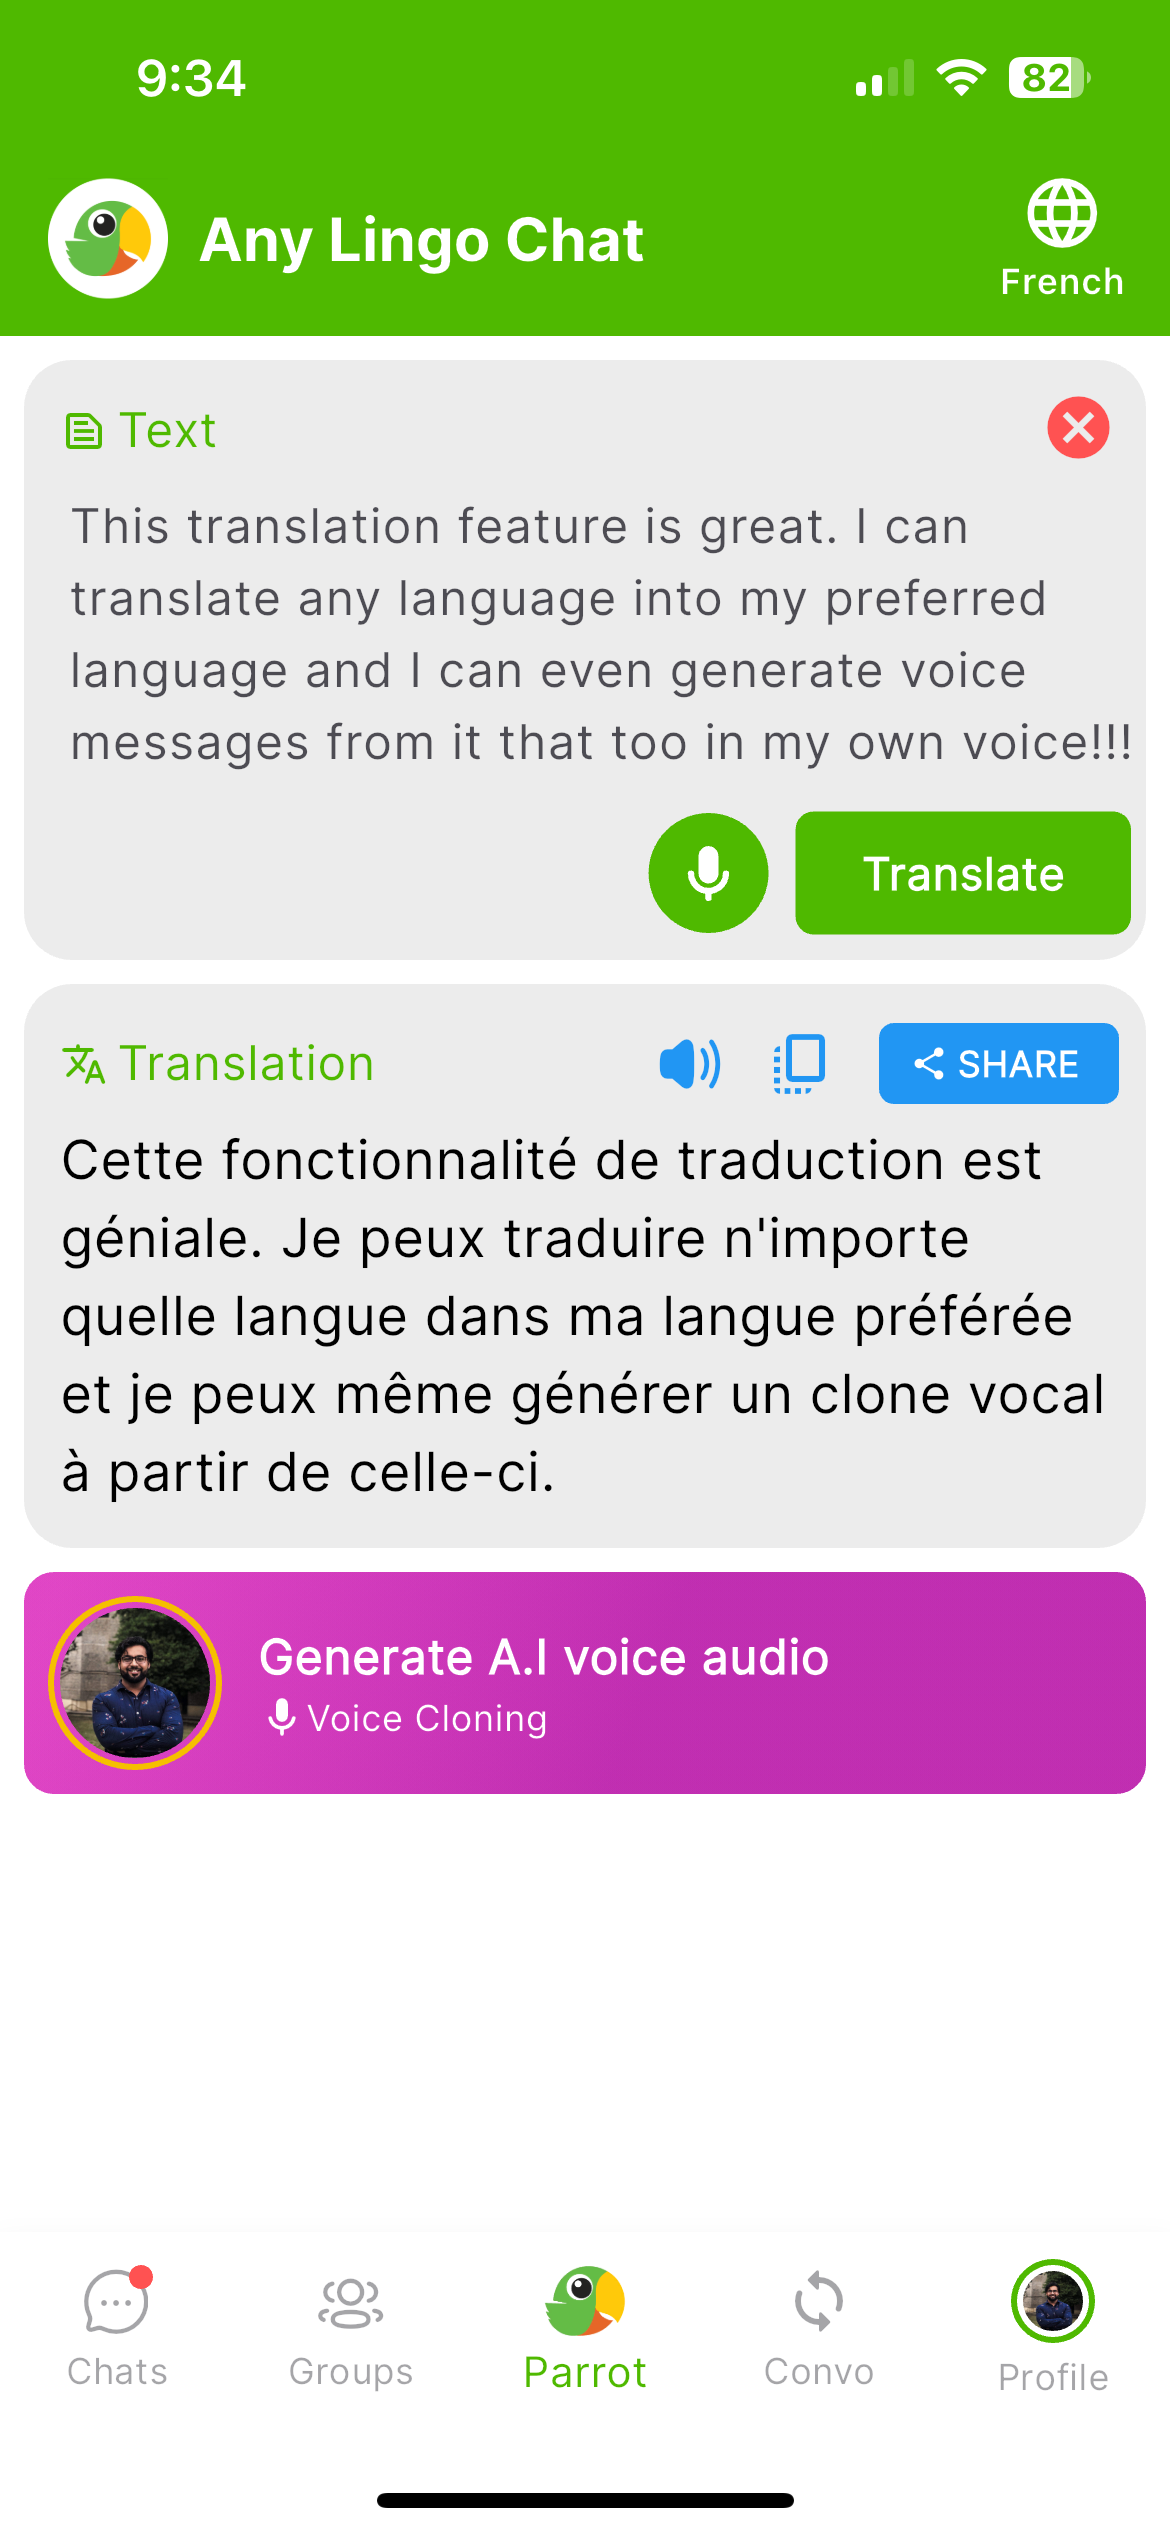 9:34
82
Any Lingo Chat
French
Text
This translation feature is great. I can
translate any language into my preferred
language and I can even generate voice
messages from it that too in my own voice!!!
Translate
Translation
SHARE
Cette fonctionnalité de traduction est
géniale. Je peux traduire n'importe
quelle langue dans ma langue préférée
et je peux même générer un clone vocal
à partir de celle-ci.
Generate A.I voice audio
Voice Cloning
Chats
Groups
Parrot
Convo
Profile